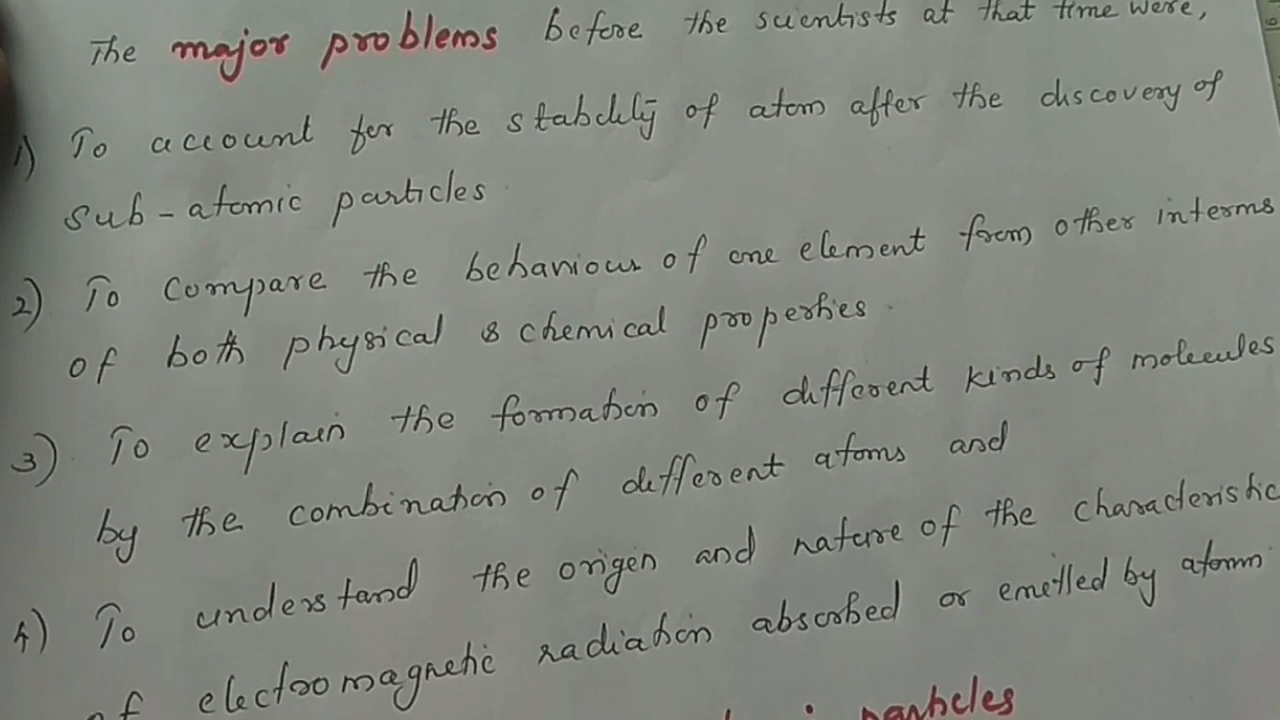 The major problems before the scientists at that time were,
1) To account for the stability of atom after the discovery of
sub-atomic particles
2) To compare the behaviour of one element from other interms
of both physical & chemical properties.
3) To explain the formation of different kinds of molecules
by the combination of different atoms and
4) To understand the origin and nature of the characteristic
of electromagnetic radiation absorbed or emitted by atom
particles